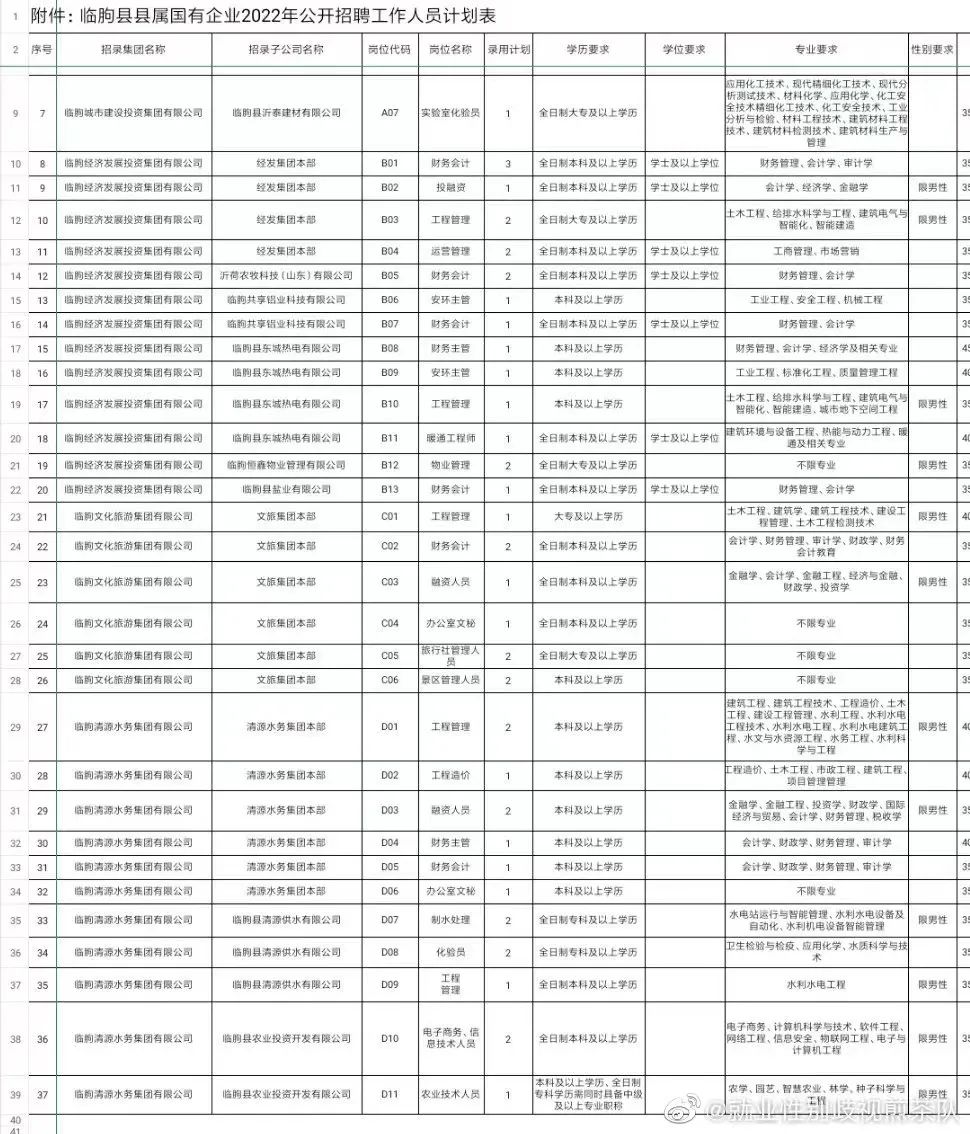 1 附件：临朐县县属国有企业2022年公开招聘工作人员计划表
2 序号 招录集团名称 招录子公司名称 岗位代码 岗位名称 录用计划 学历要求 学位要求 专业要求 性别要求
9 7 临朐城市建设投资集团有限公司 临朐县沂泰建材有限公司 A07 实验室化验员 1 全日制大专及以上学历 应用化工技术、现代精细化工技术、现代分析测试技术、材料化学、应用化学、化工安全技术精细化工技术、化工安全技术、工业分析与检验、材料工程技术、建筑材料工程技术、建筑材料检测技术、建筑材料生产与管理 35
10 8 临朐经济发展投资集团有限公司 经发集团本部 B01 财务会计 3 全日制本科及以上学历 学士及以上学位 财务管理、会计学、审计学 35
11 9 临朐经济发展投资集团有限公司 经发集团本部 B02 投融资 1 全日制本科及以上学历 学士及以上学位 会计学、经济学、金融学 限男性 35
12 10 临朐经济发展投资集团有限公司 经发集团本部 B03 工程管理 2 全日制大专及以上学历 土木工程、给排水科学与工程、建筑电气与智能化、智能建造 限男性 35
13 11 临朐经济发展投资集团有限公司 经发集团本部 B04 运营管理 2 全日制本科及以上学历 学士及以上学位 工商管理、市场营销 35
14 12 临朐经济发展投资集团有限公司 沂荷农牧科技（山东）有限公司 B05 财务会计 2 全日制本科及以上学历 学士及以上学位 财务管理、会计学 35
15 13 临朐经济发展投资集团有限公司 临朐共享铝业科技有限公司 B06 安环主管 1 本科及以上学历 工业工程、安全工程、机械工程 35
16 14 临朐经济发展投资集团有限公司 临朐共享铝业科技有限公司 B07 财务会计 1 全日制本科及以上学历 学士及以上学位 财务管理、会计学 35
17 15 临朐经济发展投资集团有限公司 临朐县东城热电有限公司 B08 财务主管 1 本科及以上学历 财务管理、会计学、经济学及相关专业 45
18 16 临朐经济发展投资集团有限公司 临朐县东城热电有限公司 B09 安环主管 1 本科及以上学历 工业工程、标准化工程、质量管理工程 40
19 17 临朐经济发展投资集团有限公司 临朐县东城热电有限公司 B10 工程管理 1 本科及以上学历 土木工程、给排水科学与工程、建筑电气与智能化、智能建造、城市地下空间工程 限男性 35
20 18 临朐经济发展投资集团有限公司 临朐县东城热电有限公司 B11 暖通工程师 1 全日制本科及以上学历 学士及以上学位 建筑环境与设备工程、热能与动力工程、暖通及相关专业 40
21 19 临朐经济发展投资集团有限公司 临朐恒鑫物业管理有限公司 B12 物业管理 2 全日制大专及以上学历 不限专业 限男性 35
22 20 临朐经济发展投资集团有限公司 临朐县盐业有限公司 B13 财务会计 1 全日制本科及以上学历 学士及以上学位 财务管理、会计学 35
23 21 临朐文化旅游集团有限公司 文旅集团本部 C01 工程管理 1 大专及以上学历 土木工程、建筑学、建筑工程技术、建设工程管理、土木工程检测技术 限男性 40
24 22 临朐文化旅游集团有限公司 文旅集团本部 C02 财务会计 2 全日制本科及以上学历 会计学、财务管理、审计学、财政学、财务会计教育 35
25 23 临朐文化旅游集团有限公司 文旅集团本部 C03 融资人员 1 全日制本科及以上学历 金融学、会计学、金融工程、经济与金融、财政学、投资学 限男性 35
26 24 临朐文化旅游集团有限公司 文旅集团本部 C04 办公室文秘 1 全日制本科及以上学历 不限专业 35
27 25 临朐文化旅游集团有限公司 文旅集团本部 C05 旅行社管理人员 2 全日制大专及以上学历 不限专业 35
28 26 临朐文化旅游集团有限公司 文旅集团本部 C06 景区管理人员 2 本科及以上学历 不限专业 35
29 27 临朐清源水务集团有限公司 清源水务集团本部 D01 工程管理 2 本科及以上学历 建筑工程、建筑工程技术、工程造价、土木工程、建设工程管理、水利工程、水利水电工程技术、水利水电工程、水利水电建筑工程、水文与水资源工程、水务工程、水利科学与工程 限男性 40
30 28 临朐清源水务集团有限公司 清源水务集团本部 D02 工程造价 1 本科及以上学历 工程造价、土木工程、市政工程、建筑工程、项目管理管理 40
31 29 临朐清源水务集团有限公司 清源水务集团本部 D03 融资人员 2 本科及以上学历 金融学、金融工程、投资学、财政学、国际经济与贸易、会计学、财务管理、税收学 限男性 35
32 30 临朐清源水务集团有限公司 清源水务集团本部 D04 财务主管 1 本科及以上学历 会计学、财政学、财务管理、审计学 40
33 31 临朐清源水务集团有限公司 清源水务集团本部 D05 财务会计 1 本科及以上学历 会计学、财政学、财务管理、审计学 35
34 32 临朐清源水务集团有限公司 清源水务集团本部 D06 办公室文秘 1 本科及以上学历 不限专业 35
35 33 临朐清源水务集团有限公司 临朐县清源供水有限公司 D07 制水处理 2 全日制专科及以上学历 水电站运行与智能管理、水利水电设备及自动化、水利机电设备智能管理 限男性 35
36 34 临朐清源水务集团有限公司 临朐县清源供水有限公司 D08 化验员 2 全日制专科及以上学历 卫生检验与检疫、应用化学、水质科学与技术 35
37 35 临朐清源水务集团有限公司 临朐县清源供水有限公司 D09 工程管理 1 全日制本科及以上学历 水利水电工程 限男性 35
38 36 临朐清源水务集团有限公司 临朐县农业投资开发有限公司 D10 电子商务、信息技术人员 2 全日制本科及以上学历 电子商务、计算机科学与技术、软件工程、网络工程、信息安全、物联网工程、电子与计算机工程 限男性 35
39 37 临朐清源水务集团有限公司 临朐县农业投资开发有限公司 D11 农业技术人员 1 本科及以上学历、全日制专科学历需同时具备中级及以上专业职称 农学、园艺、智慧农业、林学、种子科学与工程 限男性 35
40
41
@就业性别歧视煎茶队